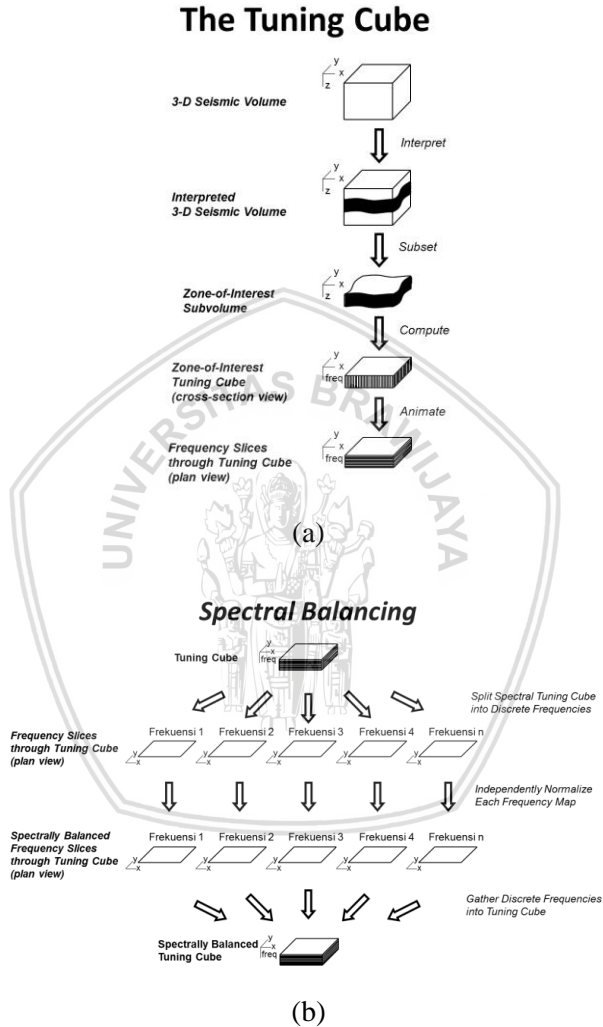 The Tuning Cube
y
x
z
3-D Seismic Volume
Interpret
y
x
z
Interpreted
3-D Seismic Volume
Subset
y
x
z
Zone-of-Interest
Subvolume
Compute
y
x
freq
Zone-of-Interest
Tuning Cube
(cross-section view)
Animate
y
x
freq
Frequency Slices
through Tuning Cube
(plan view)
UNIVERSITAS BRAWIJAYA
(a)
Spectral Balancing
y
x
freq
Tuning Cube
Split Spectral Tuning Cube
into Discrete Frequencies
Frequency Slices
through Tuning Cube
(plan view)
Frekuensi 1 Frekuensi 2 Frekuensi 3 Frekuensi 4 Frekuensi n
y y y y y
x x x x x
Independently Normalize
Each Frequency Map
Spectrally Balanced
Frequency Slices
through Tuning Cube
(plan view)
Frekuensi 1 Frekuensi 2 Frekuensi 3 Frekuensi 4 Frekuensi n
y y y y y
x x x x x
Gather Discrete Frequencies
into Tuning Cube
Spectrally Balanced
Tuning Cube
y
x
freq
(b)